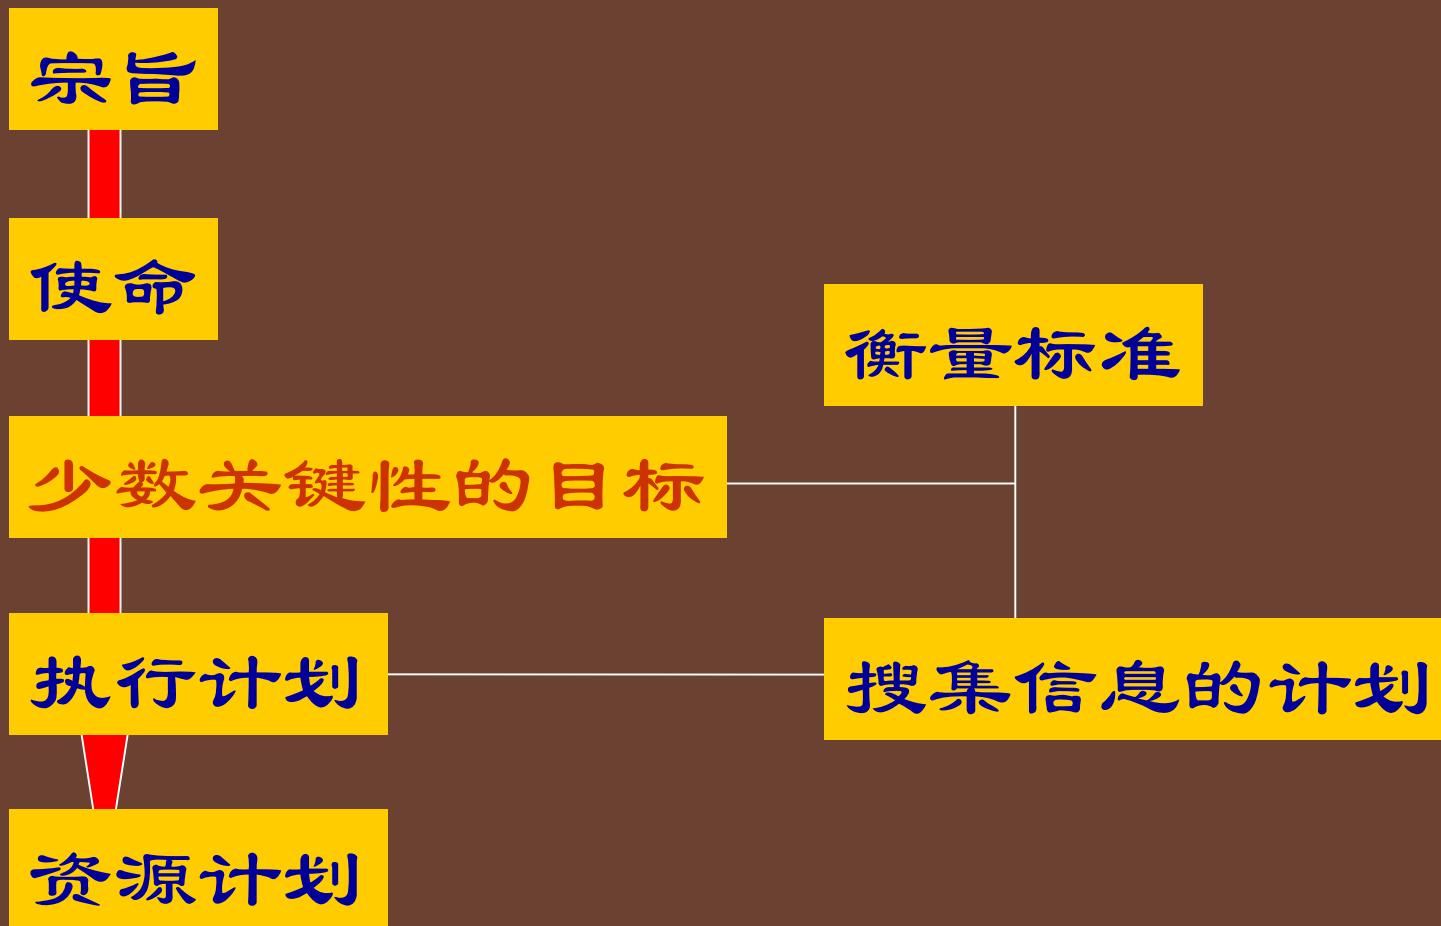 宗旨
使命
衡量标准
少数关键性的目标
执行计划
搜集信息的计划
资源计划